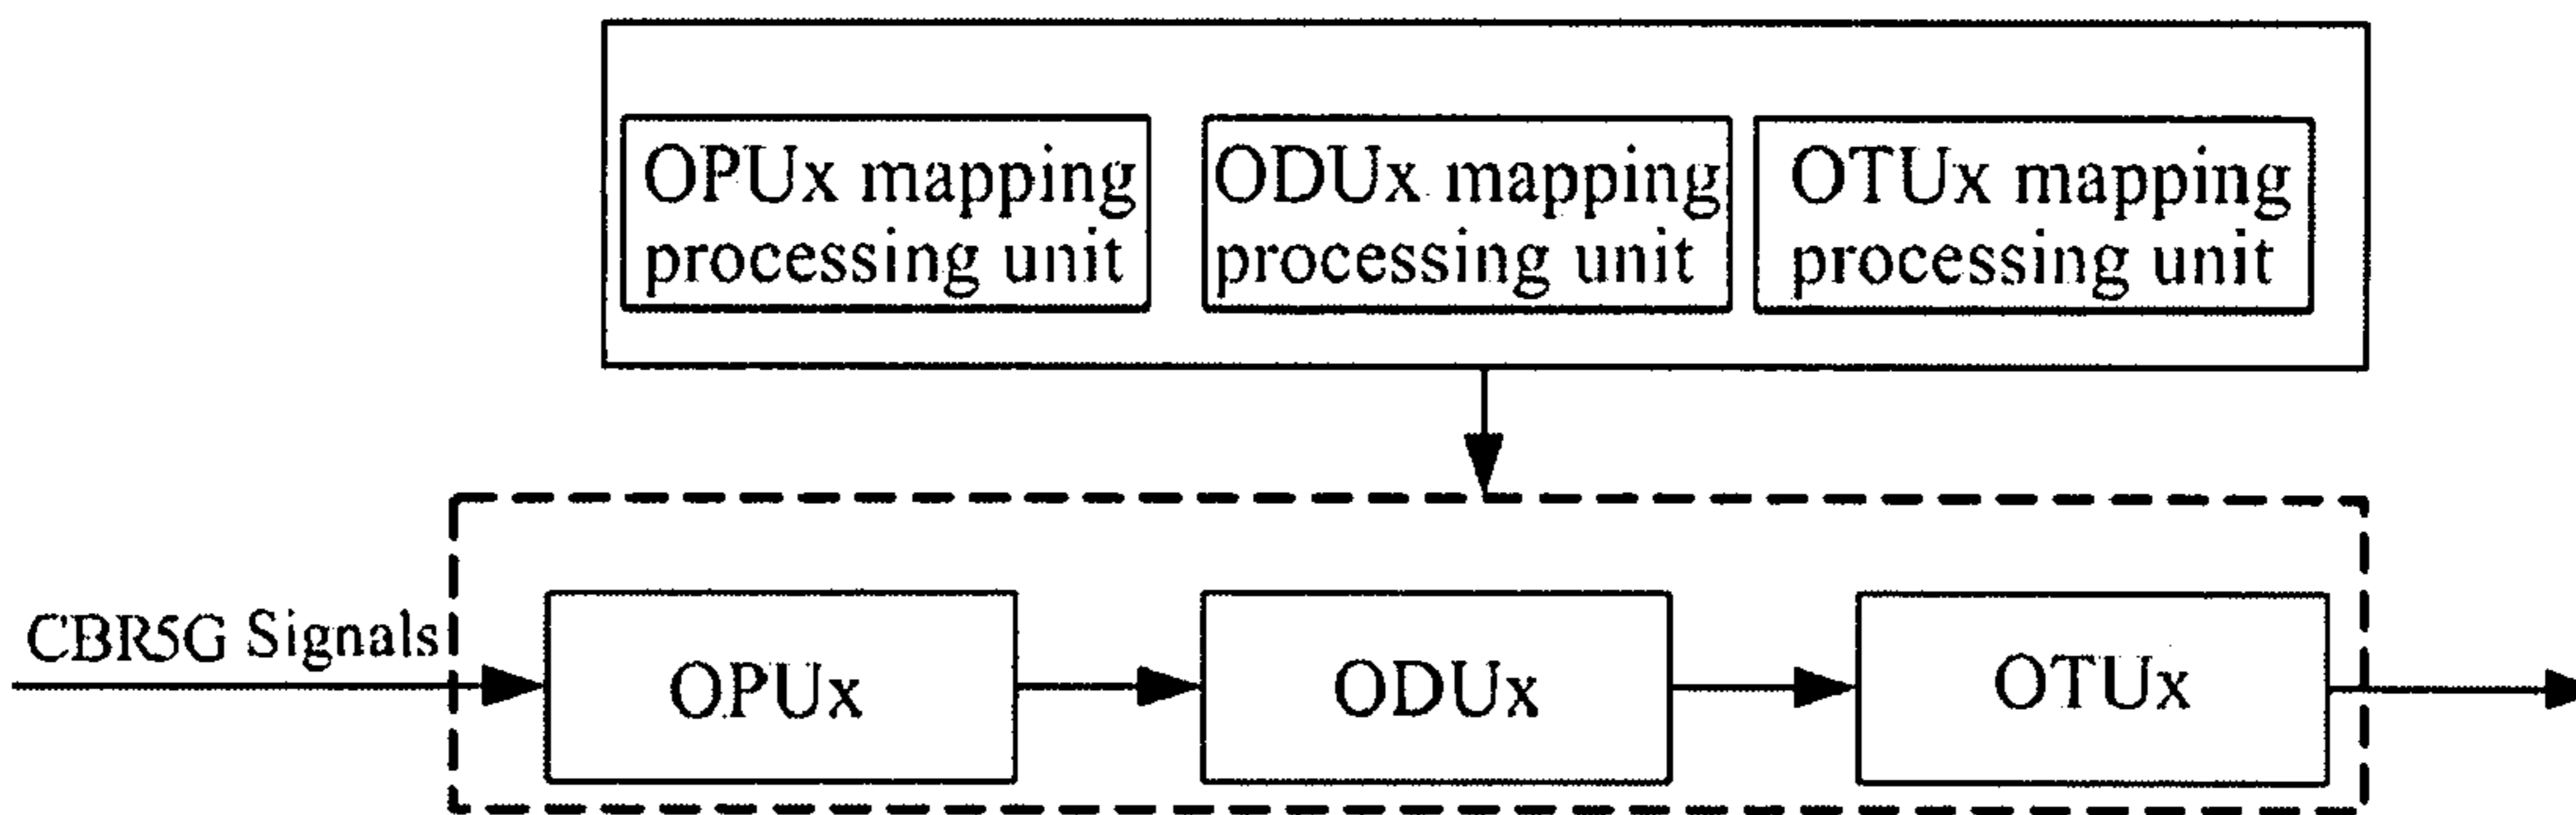 OPUx mapping
processing unit
ODUx mapping
processing unit
OTUx mapping
processing unit
CBR5G Signals
OPUx
ODUx
OTUx